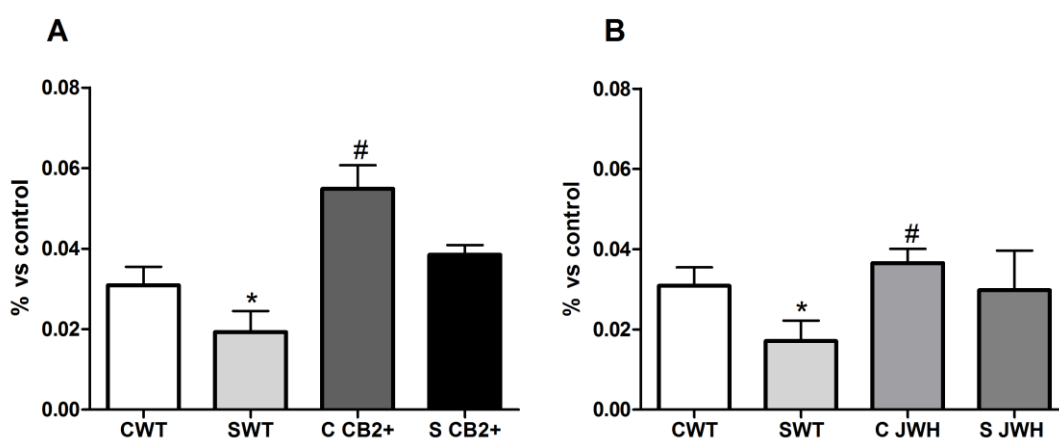 A
% vs control
0.08
0.06
0.04
0.02
0.00
*
#
CWT SWT C CB2+ S CB2+
B
% vs control
0.08
0.06
0.04
0.02
0.00
*
#
CWT SWT C JWH S JWH